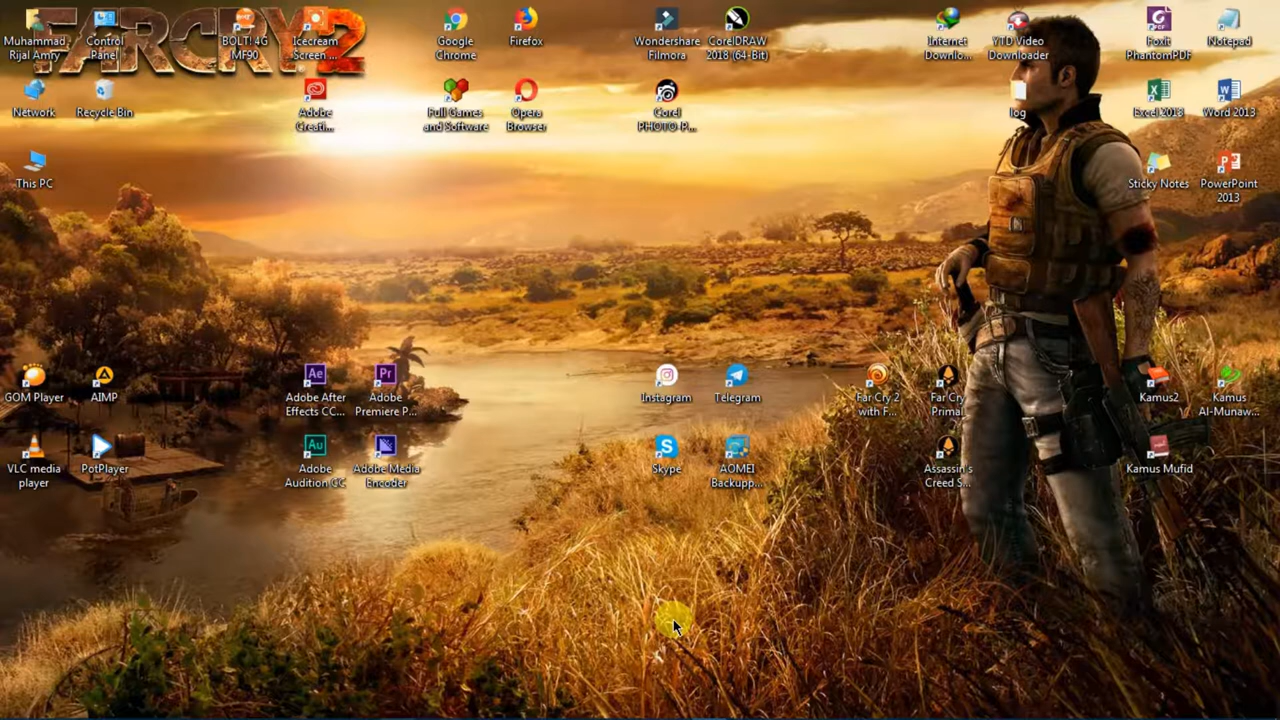 FARCRY 2
Muhammad Rijal Amry
Control Panel
BOLT! 4G MF90
Icecream Screen ...
Google Chrome
Firefox
Wondershare Filmora
CorelDRAW 2018 (64-Bit)
Internet Downlo...
YTD Video Downloader
Foxit PhantomPDF
Notepad
Network
Recycle Bin
Adobe Creati...
Full Games and Software
Opera Browser
Corel PHOTO-P...
log
Excel 2013
Word 2013
This PC
Sticky Notes
PowerPoint 2013
GOM Player
AIMP
Adobe After Effects CC...
Adobe Premiere P...
Instagram
Telegram
Far Cry 2 with F...
Far Cry Primal
Kamus2
Kamus Al-Munaw...
VLC media player
PotPlayer
Adobe Audition CC
Adobe Media Encoder
Skype
AOMEI Backupp...
Assassin's Creed S...
Kamus Mufid